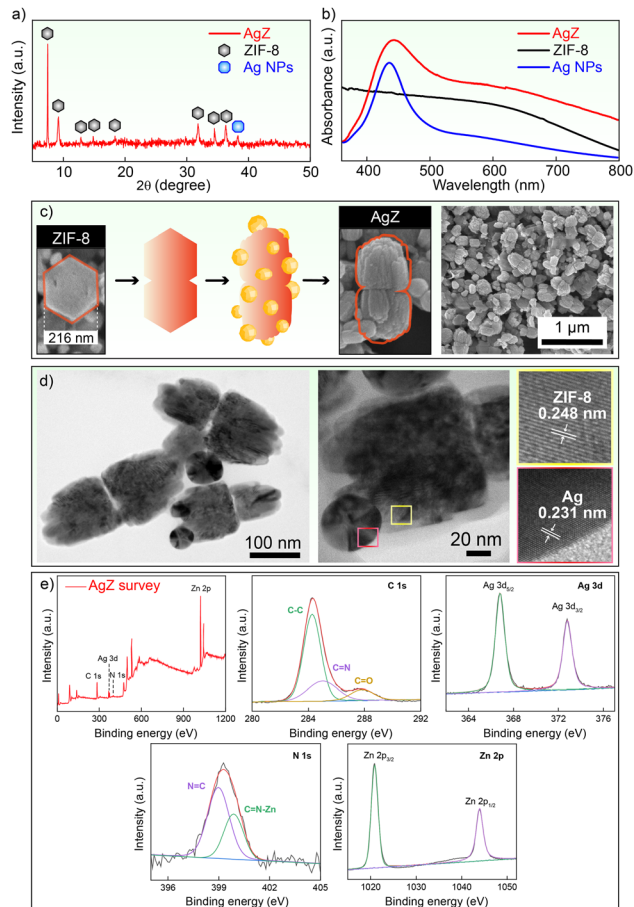 a)
AgZ
ZIF-8
Ag NPs
Intensity (a.u.)
10 20 30 40 50
2θ (degree)
b)
AgZ
ZIF-8
Ag NPs
Absorbance (a.u.)
400 500 600 700 800
Wavelength (nm)
c)
ZIF-8
216 nm
AgZ
1 µm
d)
100 nm
20 nm
ZIF-8
0.248 nm
Ag
0.231 nm
e)
AgZ survey
Zn 2p
Ag 3d
C 1s
N 1s
Intensity (a.u.)
0 300 600 900 1200
Binding energy (eV)
C 1s
C-C
C=N
C=O
Intensity (a.u.)
280 284 288 292
Binding energy (eV)
Ag 3d
Ag 3d5/2
Ag 3d3/2
Intensity (a.u.)
364 368 372 376
Binding energy (eV)
N 1s
N=C
C=N-Zn
Intensity (a.u.)
396 399 402 405
Binding energy (eV)
Zn 2p
Zn 2p3/2
Zn 2p1/2
Intensity (a.u.)
1020 1040 1052
Binding energy (eV)